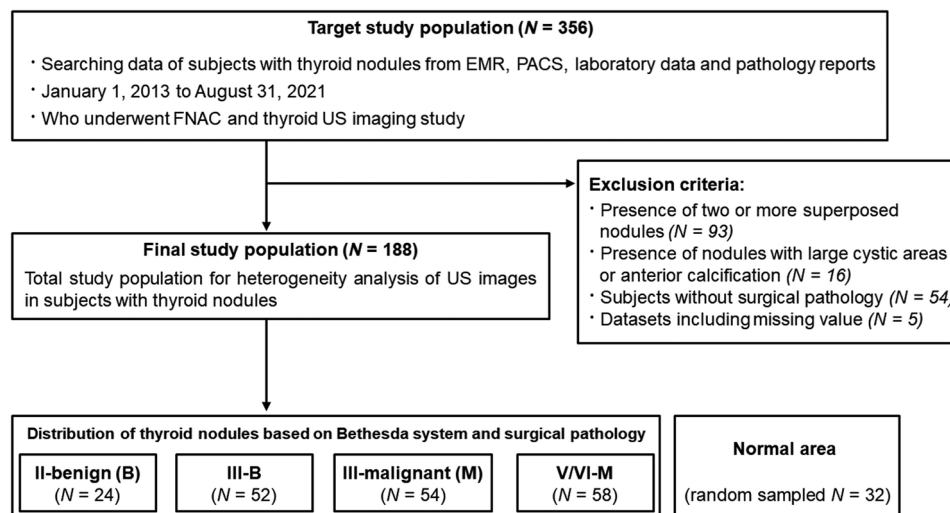 Target study population (N = 356)
· Searching data of subjects with thyroid nodules from EMR, PACS, laboratory data and pathology reports
· January 1, 2013 to August 31, 2021
· Who underwent FNAC and thyroid US imaging study
Exclusion criteria:
· Presence of two or more superposed
nodules (N = 93)
· Presence of nodules with large cystic areas
or anterior calcification (N = 16)
· Subjects without surgical pathology (N = 54)
· Datasets including missing value (N = 5)
Final study population (N = 188)
Total study population for heterogeneity analysis of US images
in subjects with thyroid nodules
Distribution of thyroid nodules based on Bethesda system and surgical pathology
II-benign (B)
(N = 24)
III-B
(N = 52)
III-malignant (M)
(N = 54)
V/VI-M
(N = 58)
Normal area
(random sampled N = 32)